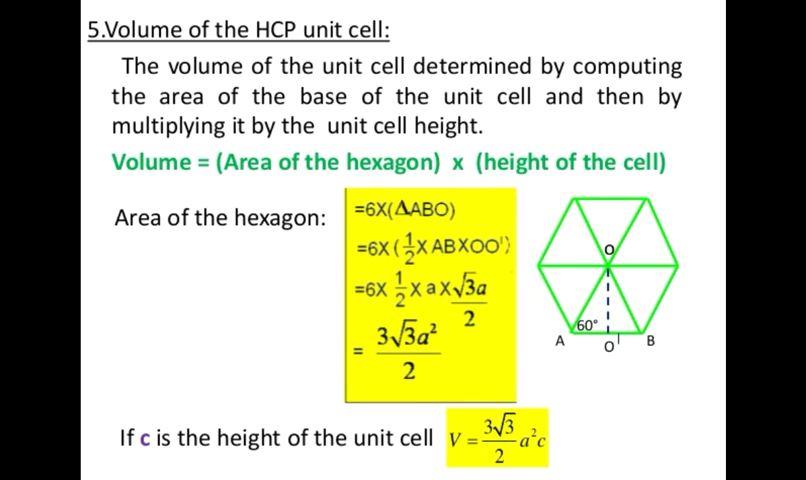 5.Volume of the HCP unit cell:
The volume of the unit cell determined by computing
the area of the base of the unit cell and then by
multiplying it by the unit cell height.
Volume = (Area of the hexagon) x (height of the cell)
Area of the hexagon:
=6X(ΔABO)
=6X(½X ABXOO')
=6X ½XaX√3a/2
= 3√3a²/2
O
60°
A
O'
B
If c is the height of the unit cell V = 3√3/2 a²c